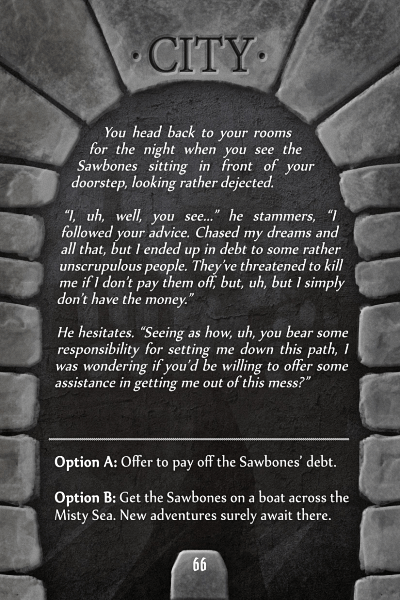 ·CITY·
You head back to your rooms
for the night when you see the
Sawbones sitting in front of your
doorstep, looking rather dejected.
“I, uh, well, you see...” he stammers, “I
followed your advice. Chased my dreams and
all that, but I ended up in debt to some rather
unscrupulous people. They’ve threatened to kill
me if I don’t pay them off, but, uh, but I simply
don’t have the money.”
He hesitates. “Seeing as how, uh, you bear some
responsibility for setting me down this path, I
was wondering if you’d be willing to offer some
assistance in getting me out of this mess?”
Option A: Offer to pay off the Sawbones’ debt.
Option B: Get the Sawbones on a boat across the
Misty Sea. New adventures surely await there.
66